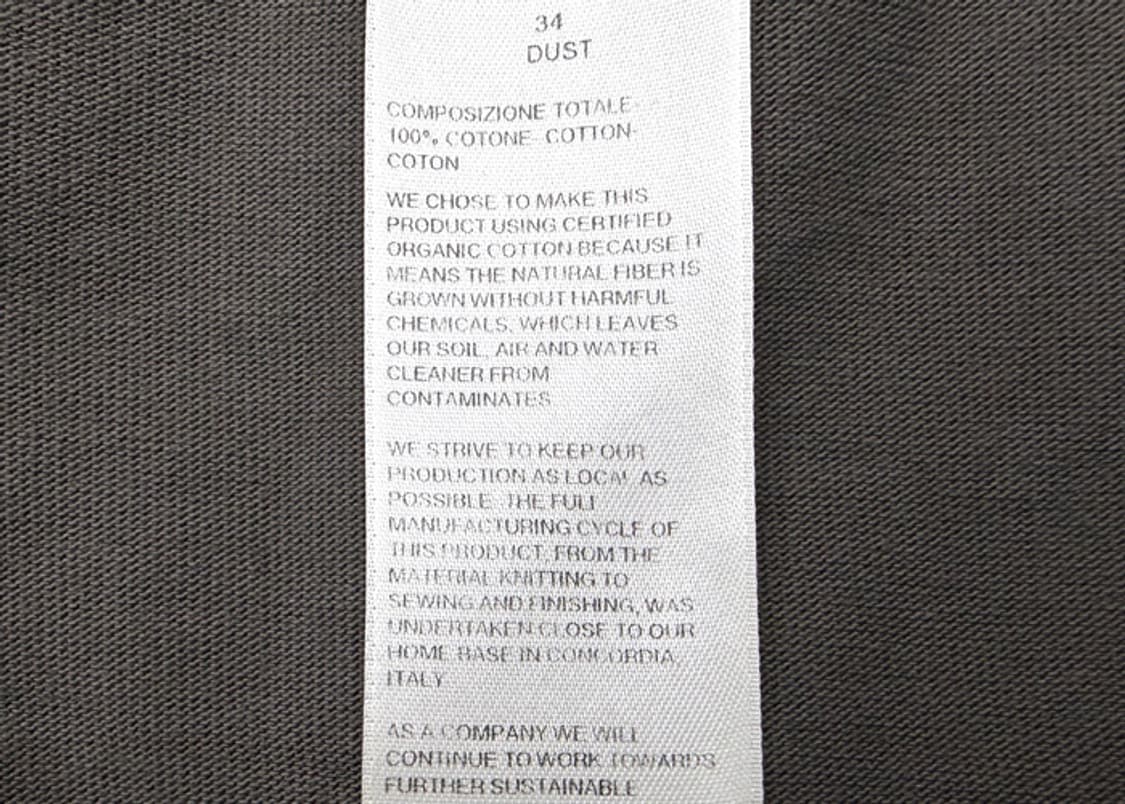 34
DUST
COMPOSIZIONE TOTALE-
100% COTONE- COTTON-
COTON
WE CHOSE TO MAKE THIS
PRODUCT USING CERTIFIED
ORGANIC COTTON BECAUSE IT
MEANS THE NATURAL FIBER IS
GROWN WITHOUT HARMFUL
CHEMICALS, WHICH LEAVES
OUR SOIL, AIR AND WATER
CLEANER FROM
CONTAMINATES
WE STRIVE TO KEEP OUR
PRODUCTION AS LOCAL AS
POSSIBLE. THE FULL
MANUFACTURING CYCLE OF
THIS PRODUCT, FROM THE
MATERIAL KNITTING TO
SEWING AND FINISHING, WAS
UNDERTAKEN CLOSE TO OUR
HOME BASE IN CONCORDIA,
ITALY
AS A COMPANY WE WILL
CONTINUE TO WORK TOWARDS
FURTHER SUSTAINABLE